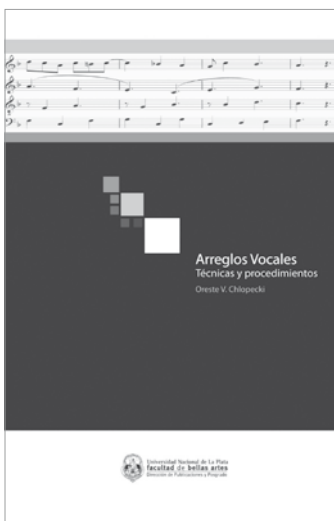 Arreglos Vocales
Técnicas y procedimientos
Oreste V. Chlopecki
Universidad Nacional de La Plata
facultad de bellas artes
Dirección de Publicaciones y Posgrado